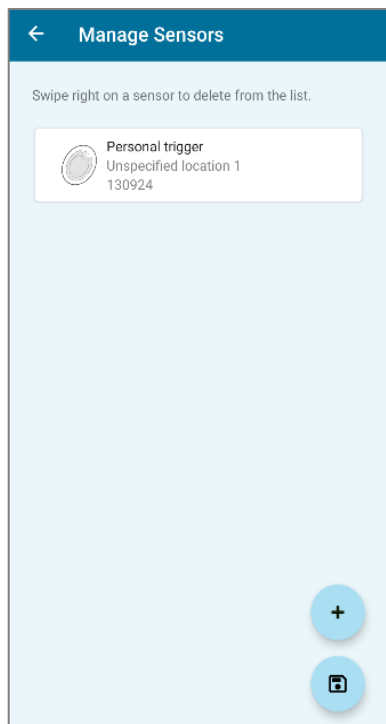 Manage Sensors
Swipe right on a sensor to delete from the list.
Personal trigger
Unspecified location 1
130924